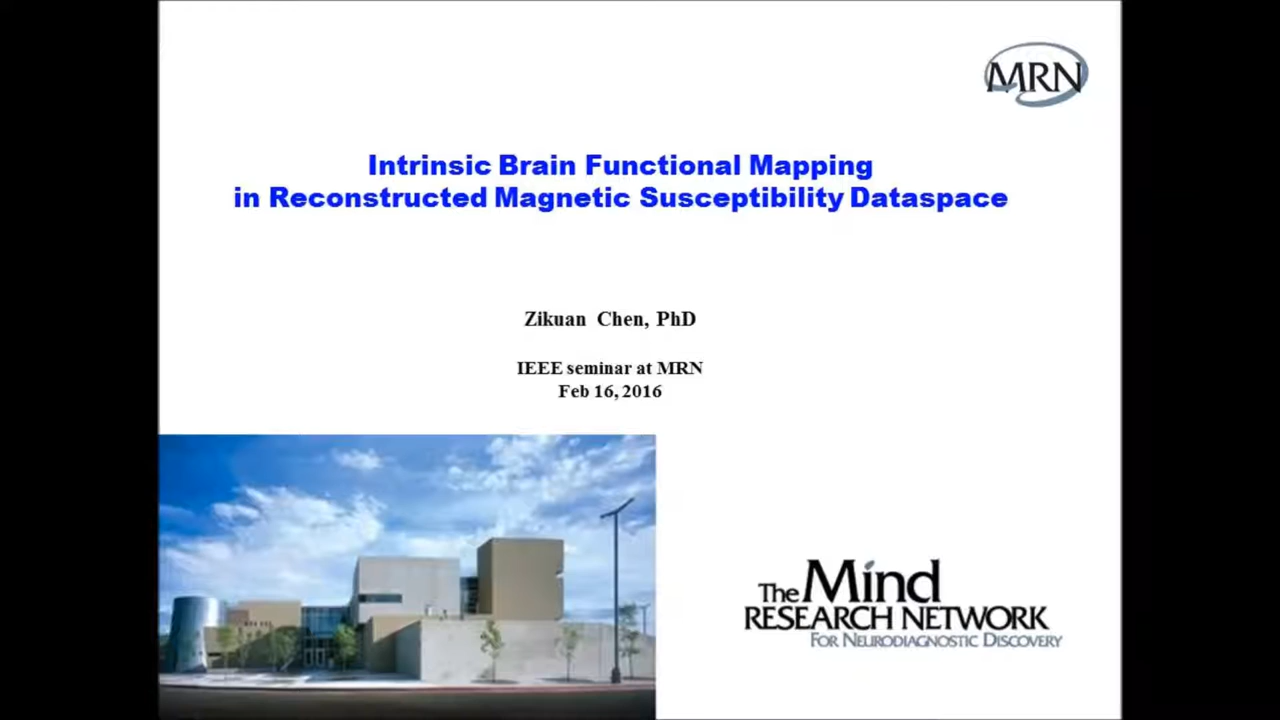 MRN
Intrinsic Brain Functional Mapping
in Reconstructed Magnetic Susceptibility Dataspace
Zikuan Chen, PhD
IEEE seminar at MRN
Feb 16, 2016
The Mind
RESEARCH NETWORK
FOR NEURODIAGNOSTIC DISCOVERY